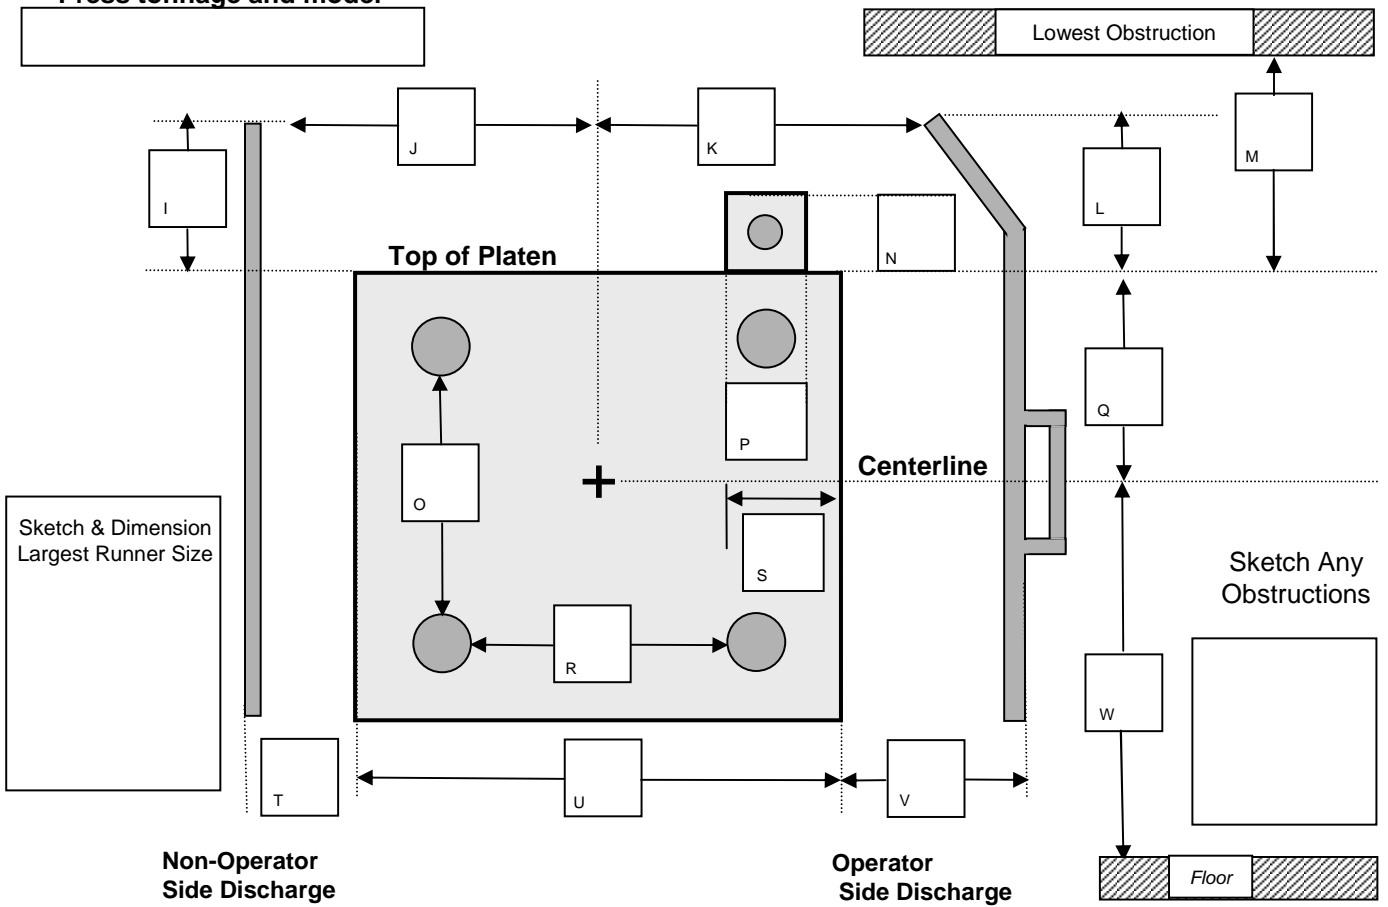 Press tonnage and model
Lowest Obstruction
J
K
M
I
L
N
Top of Platen
Q
P
Centerline
O
Sketch & Dimension
Largest Runner Size
S
Sketch Any
Obstructions
R
W
T
U
V
Non-Operator
Side Discharge
Operator
Side Discharge
Floor